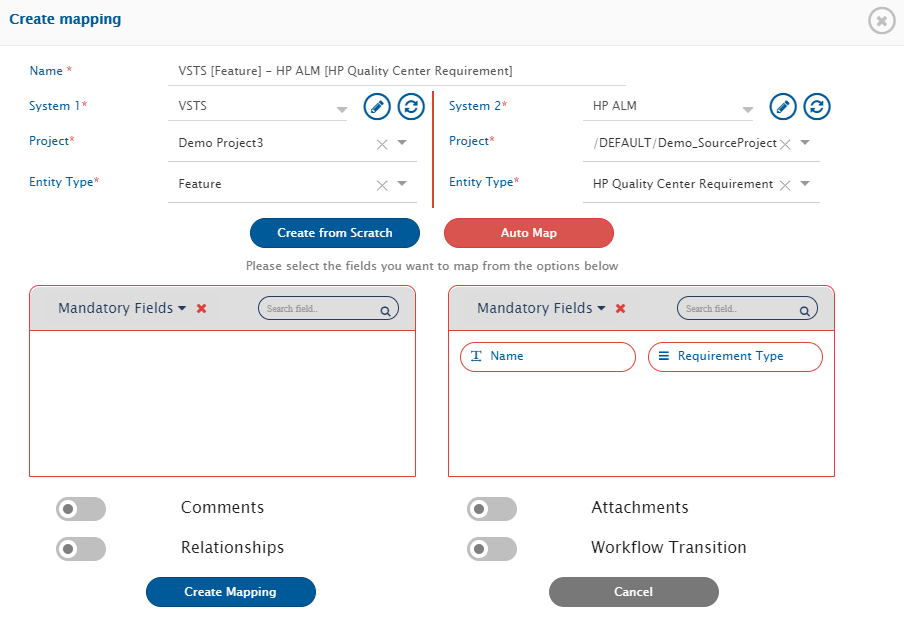 Create mapping
Name *
VSTS [Feature] - HP ALM [HP Quality Center Requirement]
System 1*
VSTS
System 2*
HP ALM
Project*
Demo Project3
Project*
/DEFAULT/Demo_SourceProject
Entity Type*
Feature
Entity Type*
HP Quality Center Requirement
Create from Scratch
Auto Map
Please select the fields you want to map from the options below
Mandatory Fields
Search field..
Mandatory Fields
Search field..
Name
Requirement Type
Comments
Attachments
Relationships
Workflow Transition
Create Mapping
Cancel